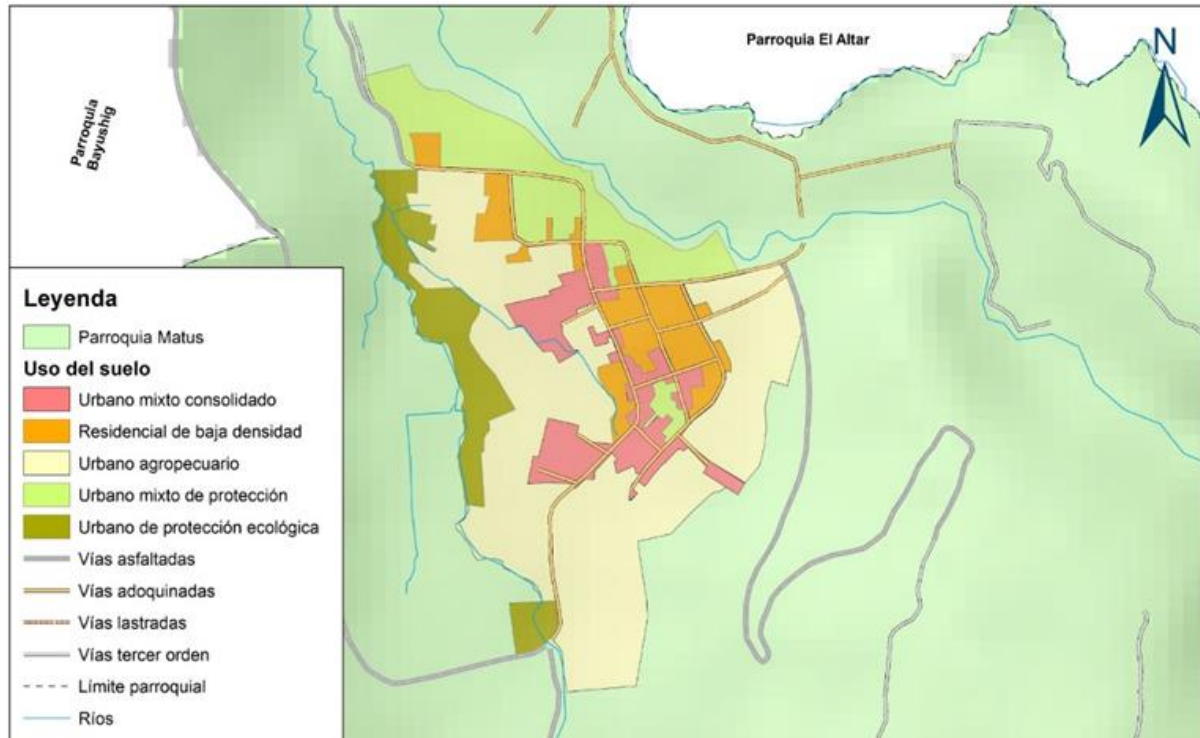 Parroquia El Altar
N
Parroquia
Bayushig
Leyenda
Parroquia Matus
Uso del suelo
Urbano mixto consolidado
Residencial de baja densidad
Urbano agropecuario
Urbano mixto de protección
Urbano de protección ecológica
Vías asfaltadas
Vías adoquinadas
Vías lastradas
Vías tercer orden
Límite parroquial
Ríos